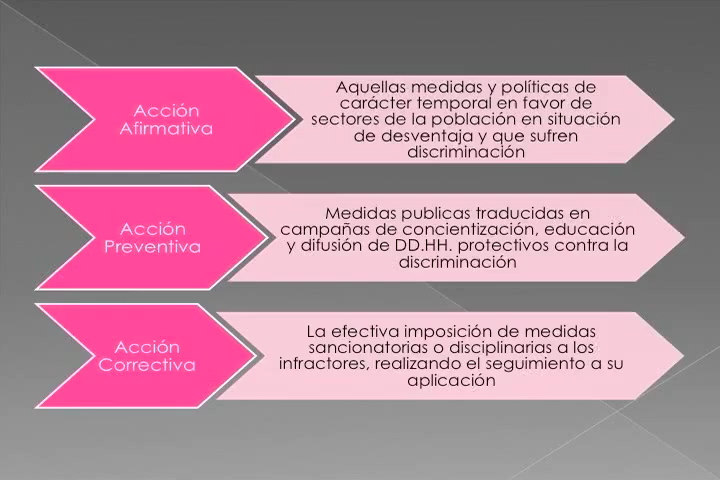 Acción
Afirmativa
Aquellas medidas y políticas de
carácter temporal en favor de
sectores de la población en situación
de desventaja y que sufren
discriminación
Acción
Preventiva
Medidas publicas traducidas en
campañas de concientización, educación
y difusión de DD.HH. protectivos contra la
discriminación
Acción
Correctiva
La efectiva imposición de medidas
sancionatorias o disciplinarias a los
infractores, realizando el seguimiento a su
aplicación